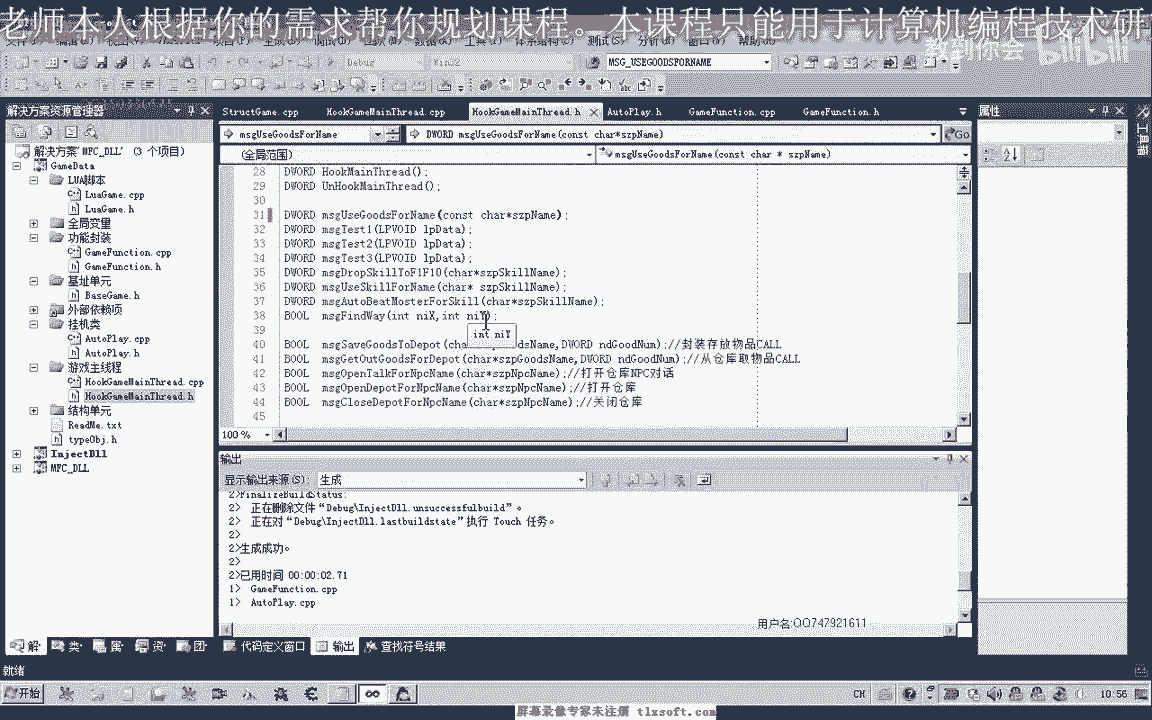 老师本人根据你的需求帮你规划课程。 本课程只能用于计算机编程技术研
教到你会 bilibili
Debug Win32 MSG_USEGOODSFORNAME
解决方案资源管理器
StructGame.cpp HookGameMainThread.cpp HookGameMainThread.h AutoPlay.cpp GameFunction.cpp GameFunction.h
属性
工具箱
msgUseGoodsForName DWORD msgUseGoodsForName(const char*szpName) Go
(全局范围) msgUseGoodsForName(const char * szpName)
解决方案"MFC_DLL" (3 个项目)
GameData
LUA脚本
LuaGame.cpp
LuaGame.h
全局变量
功能封装
GameFunction.cpp
GameFunction.h
基址单元
BaseGame.h
外部依赖项
挂机类
AutoPlay.cpp
AutoPlay.h
游戏主线程
HookGameMainThread.cpp
HookGameMainThread.h
结构单元
ReadMe.txt
typeObj.h
InjectDll
MFC_DLL
28 DWORD HookMainThread();
29 DWORD UnHookMainThread();
30
31 DWORD msgUseGoodsForName(const char*szpName);
32 DWORD msgTest1(LPVOID lpData);
33 DWORD msgTest2(LPVOID lpData);
34 DWORD msgTest3(LPVOID lpData);
35 DWORD msgDropSkillToF1F10(char*szpSkillName);
36 DWORD msgUseSkillForName(char* szpSkillName);
37 DWORD msgAutoBeatMosterForSkill(char*szpSkillName);
38 BOOL msgFindWay(int niX,int niY);
39
int niY
40 BOOL msgSaveGoodsToDepot(cha dsName,DWORD ndGoodNum);//封装存放物品CALL
41 BOOL msgGetOutGoodsForDepot(char*szpGoodsName,DWORD ndGoodNum);//从仓库取物品CALL
42 BOOL msgOpenTalkForNpcName(char*szpNpcName);//打开仓库NPC对话
43 BOOL msgOpenDepotForNpcName(char*szpNpcName);//打开仓库
44 BOOL msgCloseDepotForNpcName(char*szpNpcName);//关闭仓库
45
100 %
输出
显示输出来源(S): 生成
2>FinalizeBuildStatus:
2> 正在删除文件“Debug\InjectDll.unsuccessfulbuild”。
2> 正在对“Debug\InjectDll.lastbuildstate”执行 Touch 任务。
2>
2>生成成功。
2>
2>已用时间 00:00:02.71
1> GameFunction.cpp
1> AutoPlay.cpp
用户名:QQ747921611
解· 类· 属· 资· 团· 代码定义窗口 输出 查找符号结果
就绪
开始 CH 10:56
屏幕录像专家未注册 tlxsoft.com